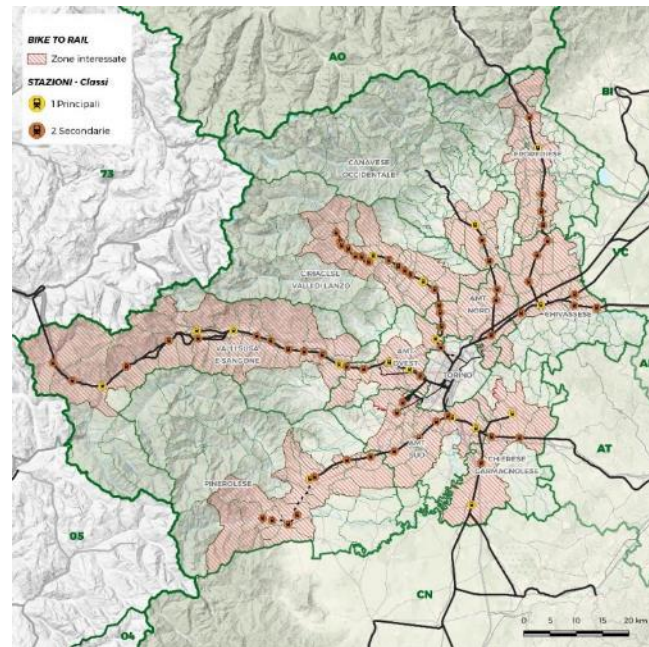 BIKE TO RAIL
Zone interessate
STAZIONI - Classi
1 Principali
2 Secondarie
AO
BI
EPOREDIESE
CANAVESE
OCCIDENTALE
73
CIRIACESE
VALLI DI LANZO
VC
AMT
NORD
CHIVASSESE
VALLI SUSA
E SANGONE
AMT
OVEST
TORINO
AT
AMT
SUD
CHIERESE
CARMAGNOLESE
PINEROLESE
05
CN
04
0 5 10 15 20 km